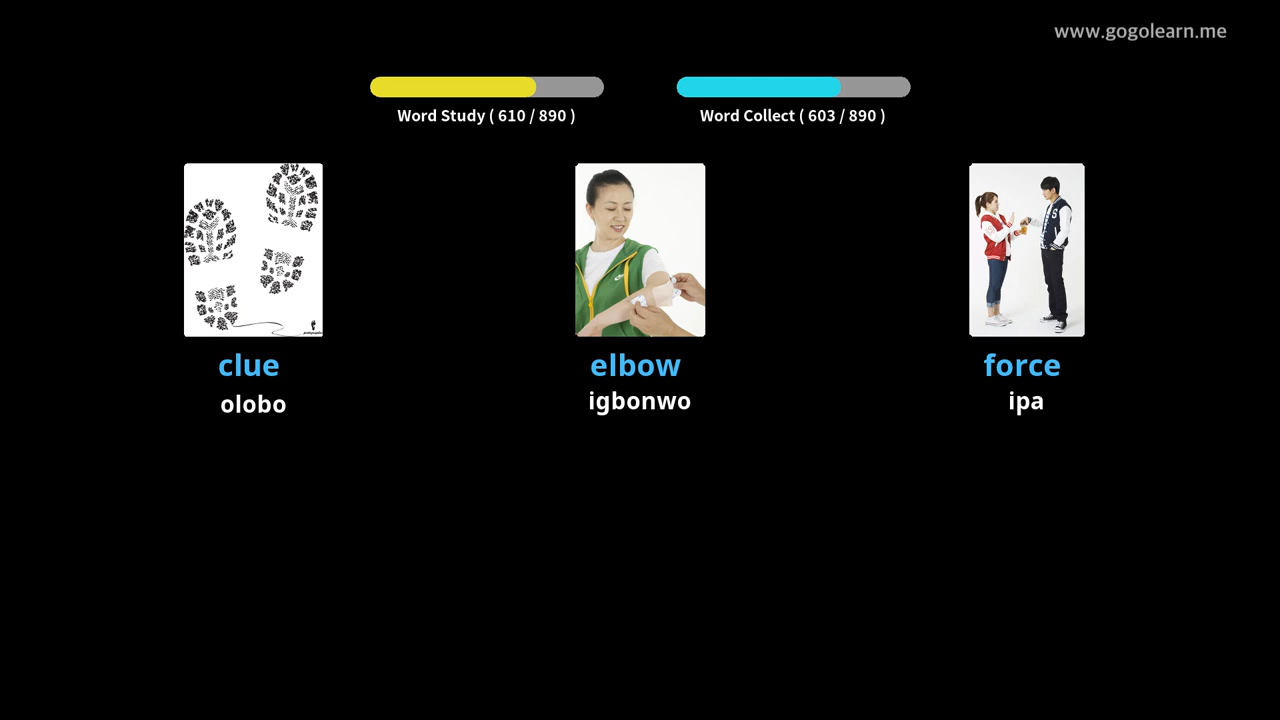 www.gogolearn.me
Word Study ( 610 / 890 )
Word Collect ( 603 / 890 )
clue
elbow
force
olobo
igbonwo
ipa